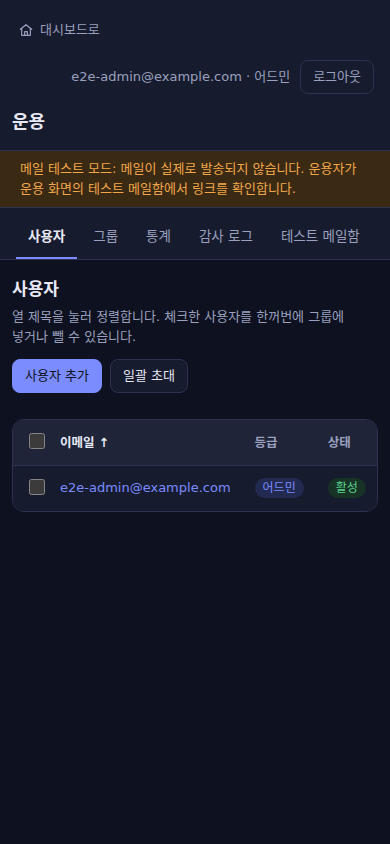 대시보드로
e2e-admin@example.com · 어드민 로그아웃
운용
메일 테스트 모드: 메일이 실제로 발송되지 않습니다. 운용자가
운용 화면의 테스트 메일함에서 링크를 확인합니다.
사용자 그룹 통계 감사 로그 테스트 메일함
사용자
열 제목을 눌러 정렬합니다. 체크한 사용자를 한꺼번에 그룹에
넣거나 뺄 수 있습니다.
사용자 추가 일괄 초대
이메일 ↑ 등급 상태
e2e-admin@example.com 어드민 활성